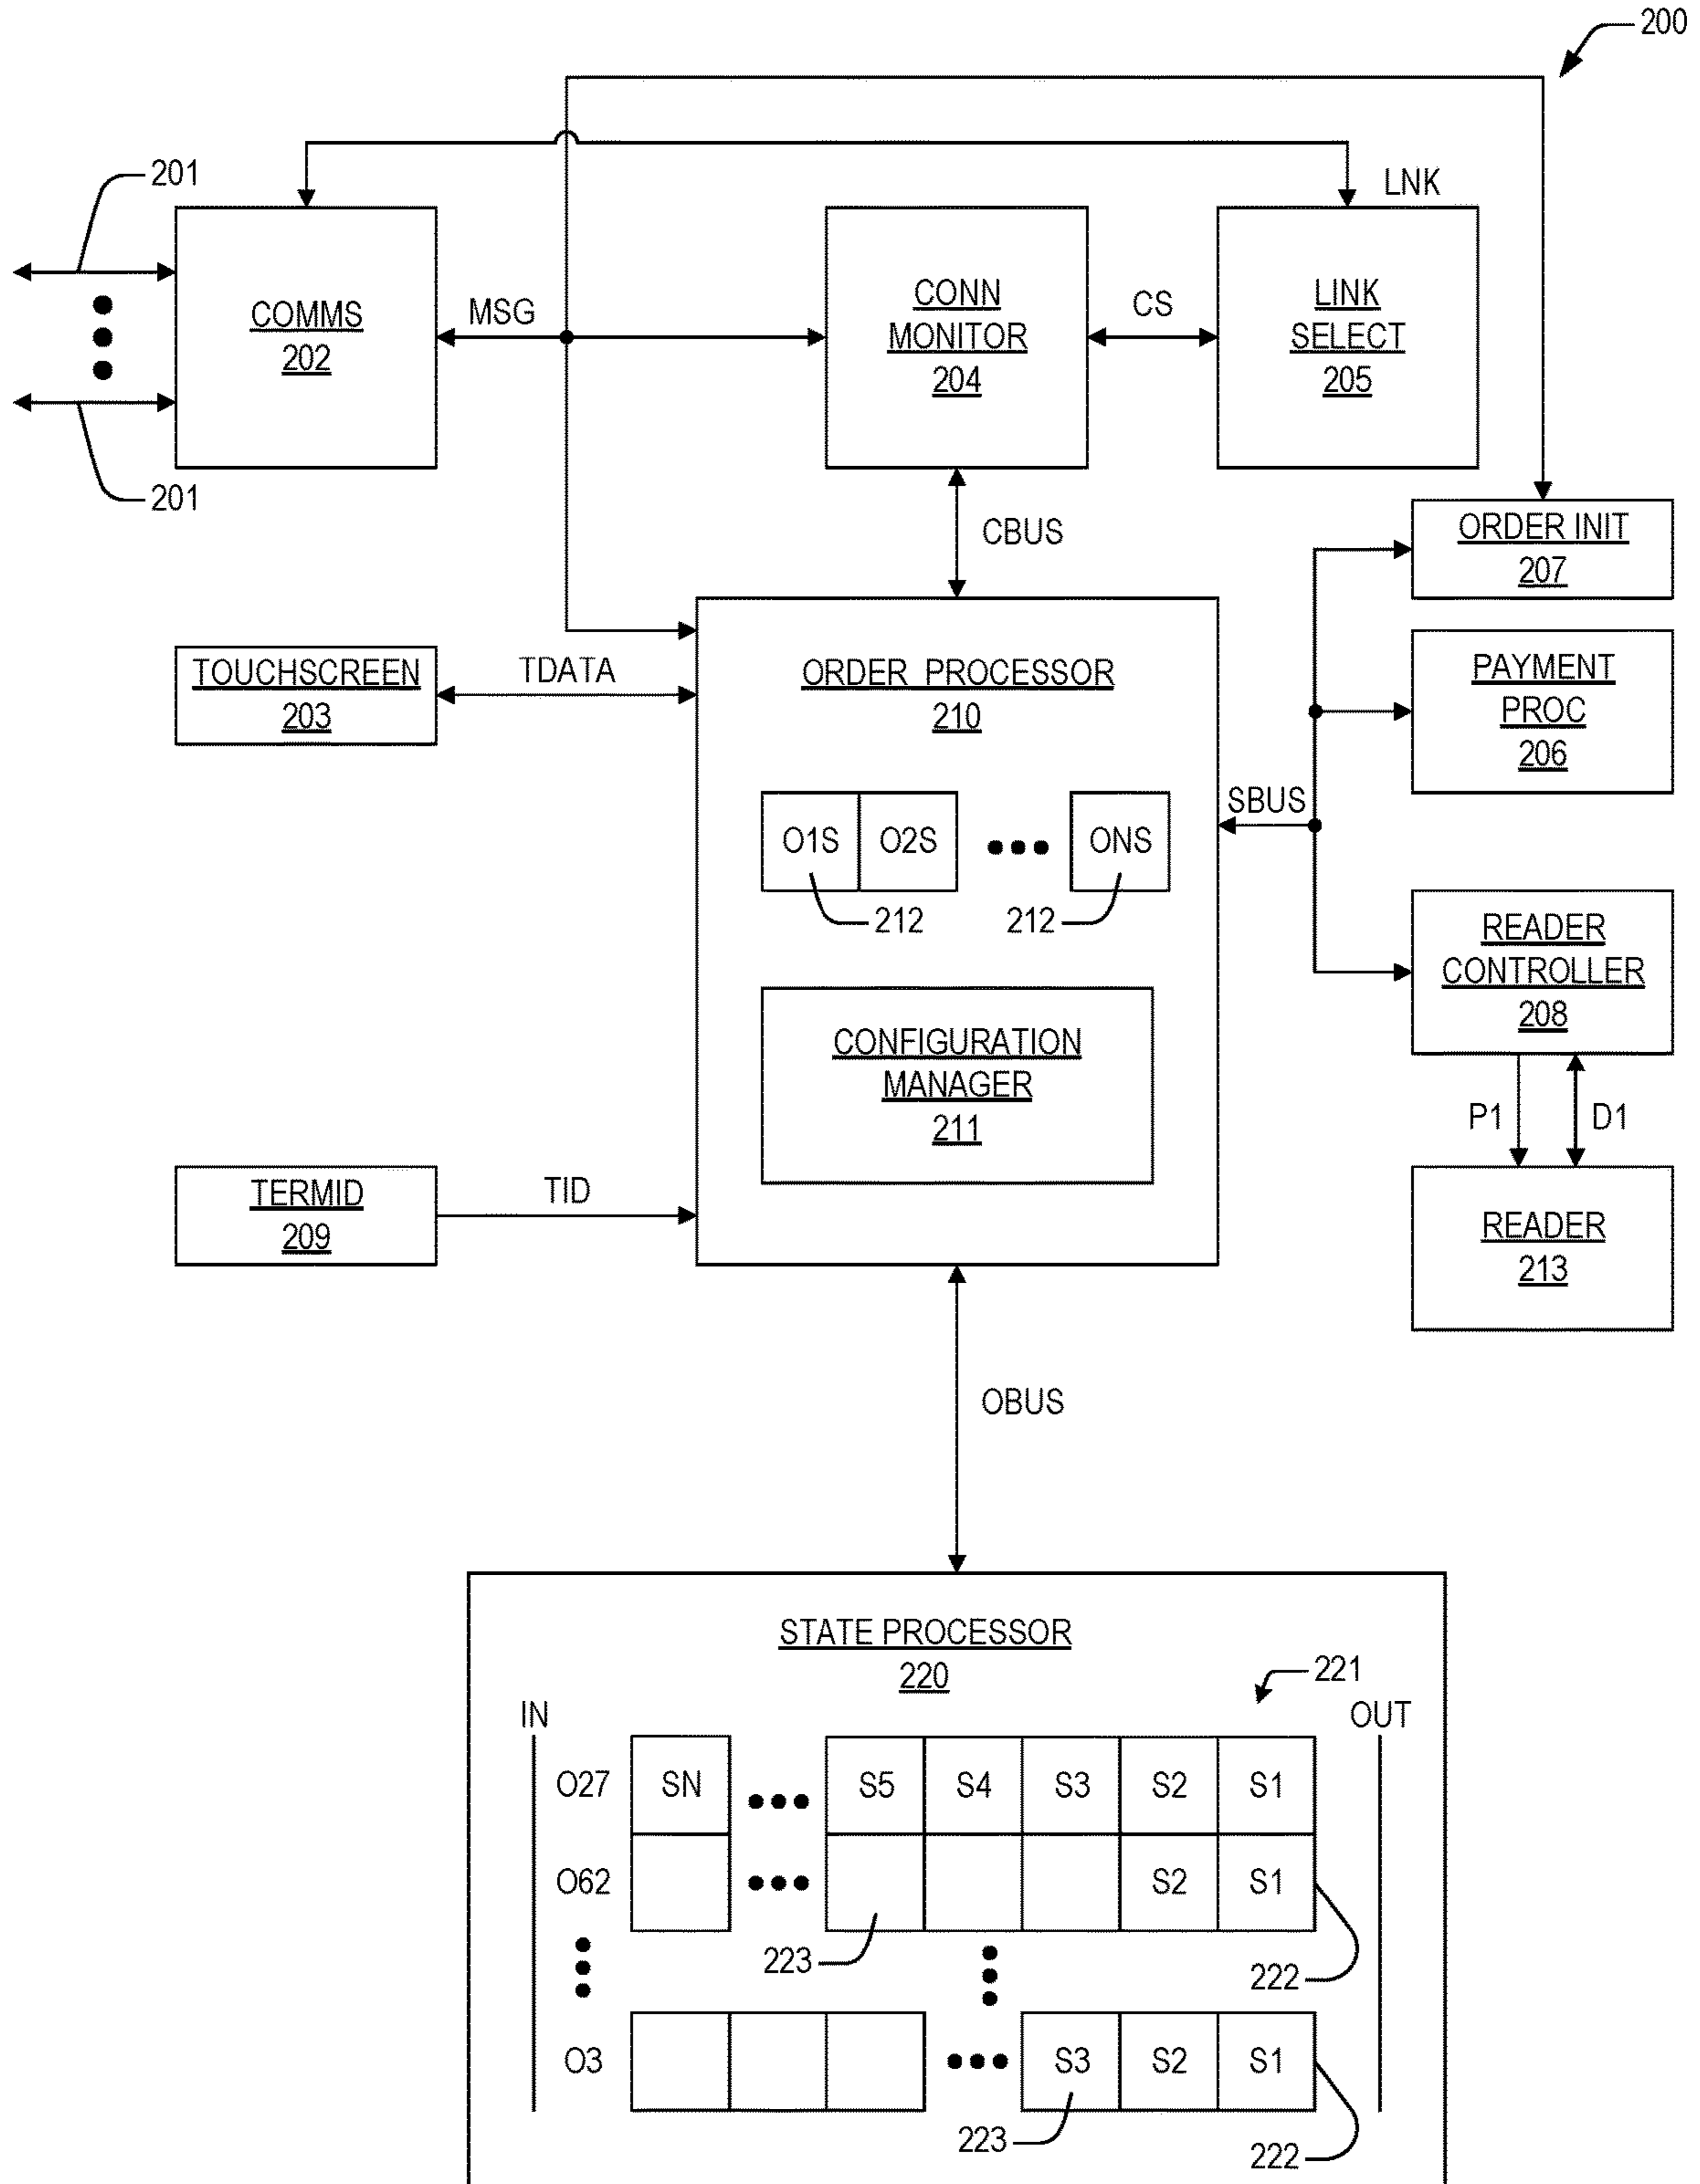 200
201
LNK
COMMS
202
MSG
CONN
MONITOR
204
CS
LINK
SELECT
205
201
CBUS
ORDER INIT
207
TOUCHSCREEN
203
TDATA
ORDER PROCESSOR
210
PAYMENT
PROC
206
SBUS
O1S O2S ONS
212 212
READER
CONTROLLER
208
CONFIGURATION
MANAGER
211
P1 D1
TERMID
209
TID
READER
213
OBUS
STATE PROCESSOR
220
221
IN OUT
O27 SN S5 S4 S3 S2 S1
O62 S2 S1
223 222
O3 S3 S2 S1
223 222